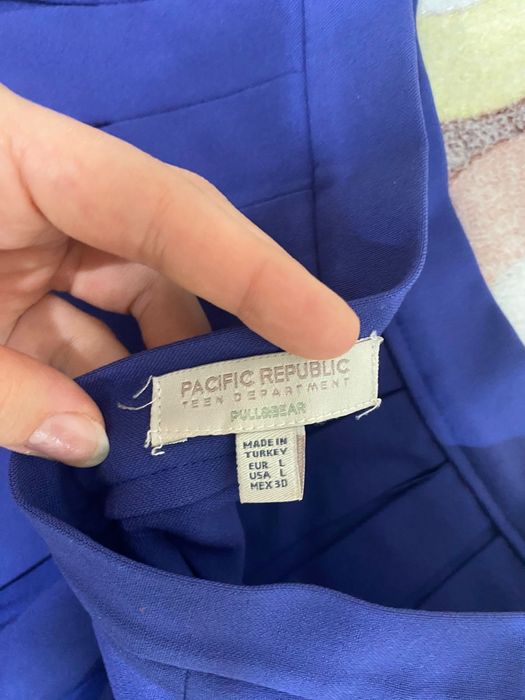 PACIFIC REPUBLIC
TEEN DEPARTMENT
PULL&BEAR
MADE IN
TURKEY
EUR L
USA L
MEX 30